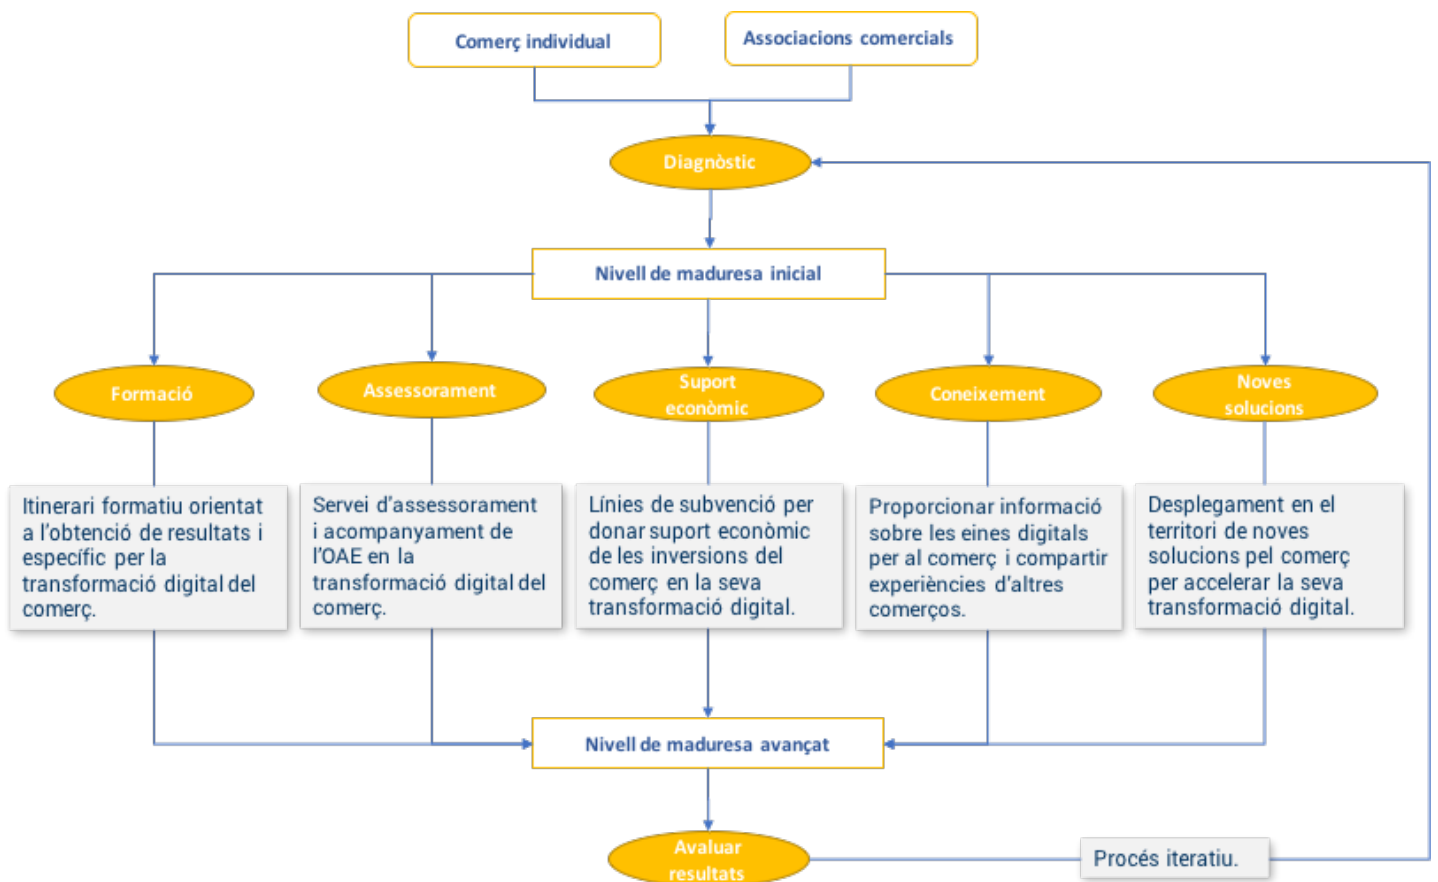 Comerç individual
Associacions comercials
Diagnòstic
Nivell de maduresa inicial
Formació
Assessorament
Suport
econòmic
Coneixement
Noves
solucions
Itinerari formatiu orientat
a l'obtenció de resultats i
específic per la
transformació digital del
comerç.
Servei d'assessorament
i acompanyament de
l'OAE en la
transformació digital del
comerç.
Línies de subvenció per
donar suport econòmic
de les inversions del
comerç en la seva
transformació digital.
Proporcionar informació
sobre les eines digitals
per al comerç i compartir
experiències d'altres
comerços.
Desplegament en el
territori de noves
solucions pel comerç
per accelerar la seva
transformació digital.
Nivell de maduresa avançat
Avaluar
resultats
Procés iteratiu.